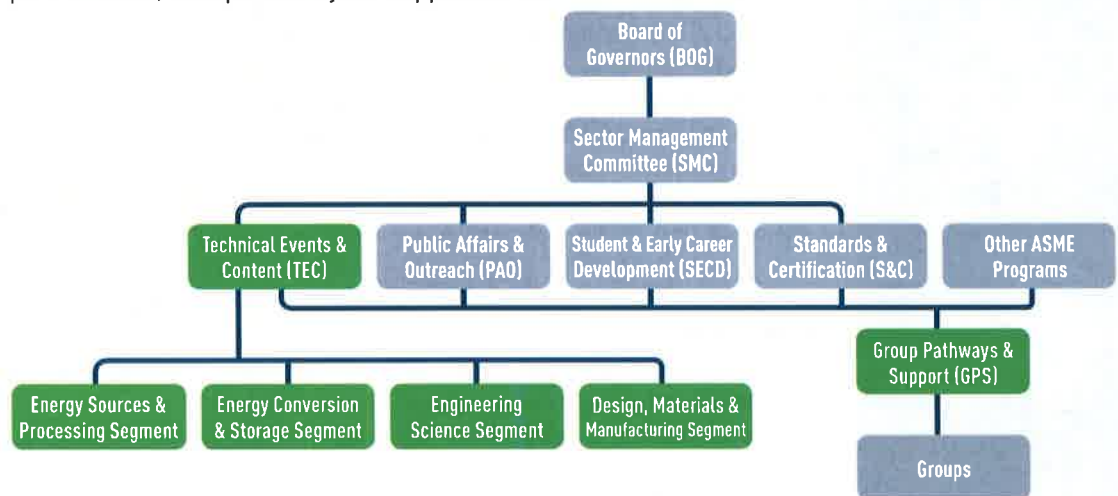 Board of
Governors (BOG)
Sector Management
Committee (SMC)
Technical Events &
Content (TEC)
Public Affairs &
Outreach (PAO)
Student & Early Career
Development (SECD)
Standards &
Certification (S&C)
Other ASME
Programs
Group Pathways &
Support (GPS)
Energy Sources &
Processing Segment
Energy Conversion
& Storage Segment
Engineering
Science Segment
Design, Materials &
Manufacturing Segment
Groups